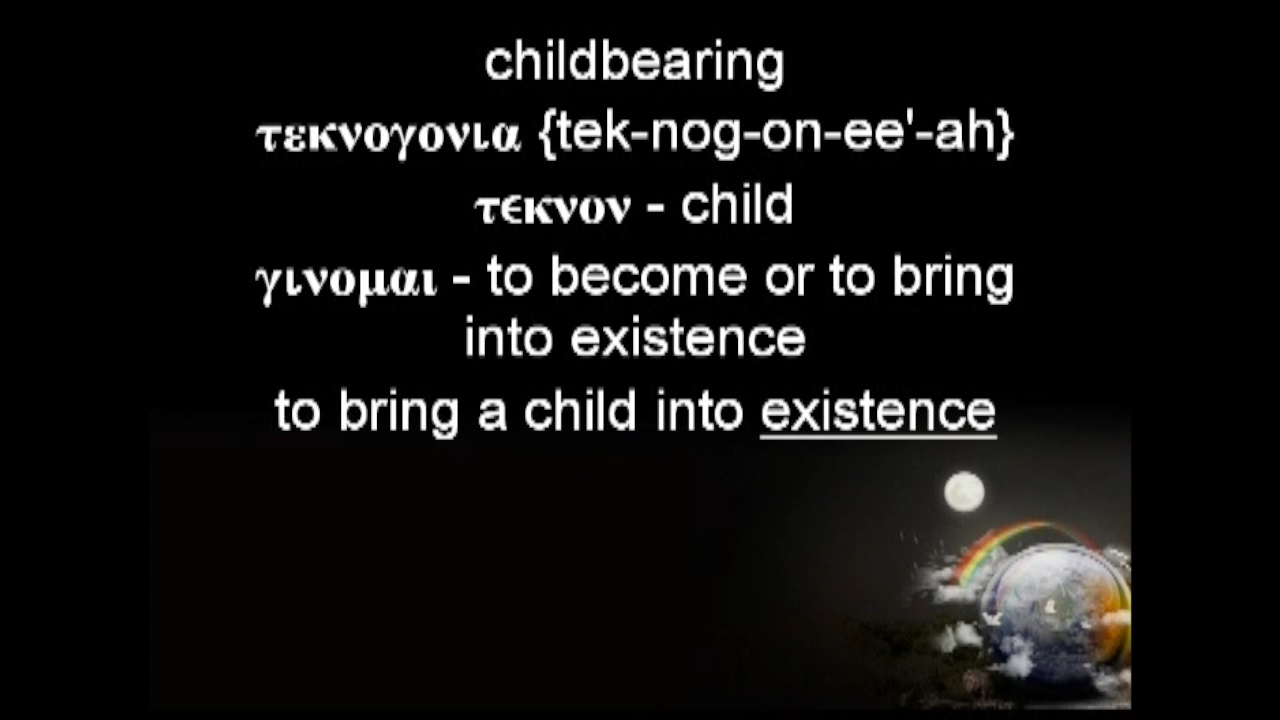 childbearing
τεκνογονια {tek-nog-on-ee'-ah}
τεκνον - child
γινομαι - to become or to bring
into existence
to bring a child into existence